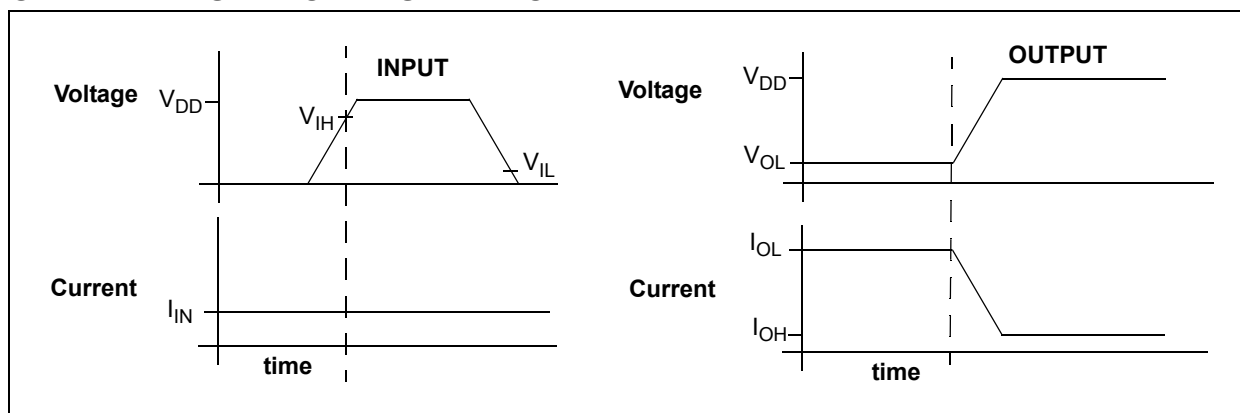 INPUT
Voltage
VDD
VIH
VIL
Current
IIN
time
OUTPUT
Voltage
VDD
VOL
Current
IOL
IOH
time